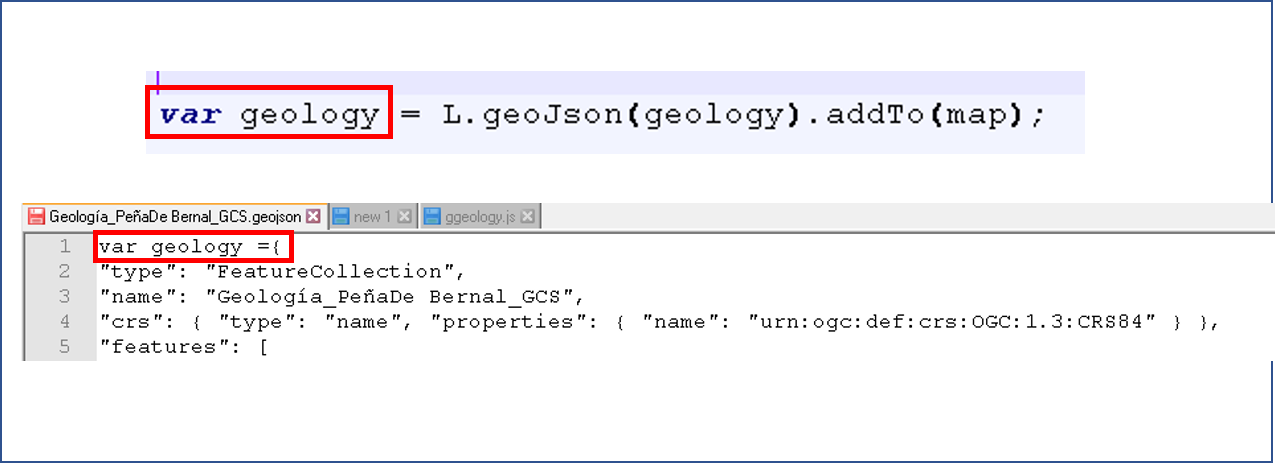 var geology = L.geoJson(geology).addTo(map);
Geología_PeñaDe Bernal_GCS.geojson new 1 ggeology.js
1 var geology ={
2 "type": "FeatureCollection",
3 "name": "Geología_PeñaDe Bernal_GCS",
4 "crs": { "type": "name", "properties": { "name": "urn:ogc:def:crs:OGC:1.3:CRS84" } },
5 "features": [